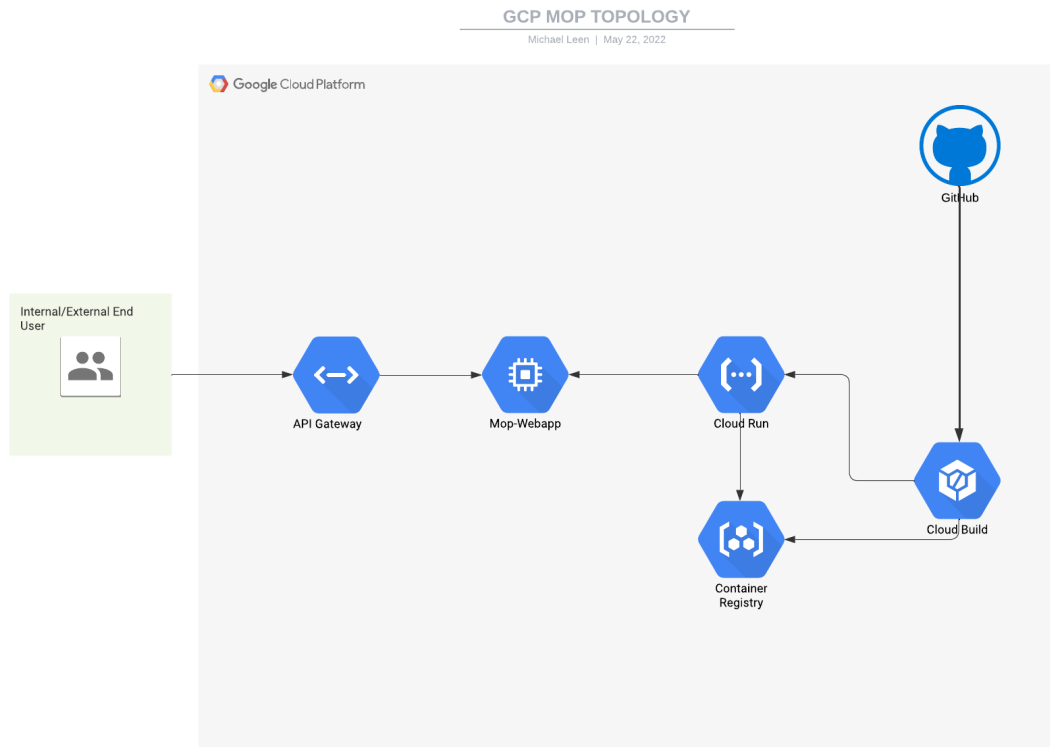 GCP MOP TOPOLOGY
Michael Leen | May 22, 2022
Google Cloud Platform
GitHub
Internal/External End
User
API Gateway
Mop-Webapp
Cloud Run
Cloud Build
Container
Registry